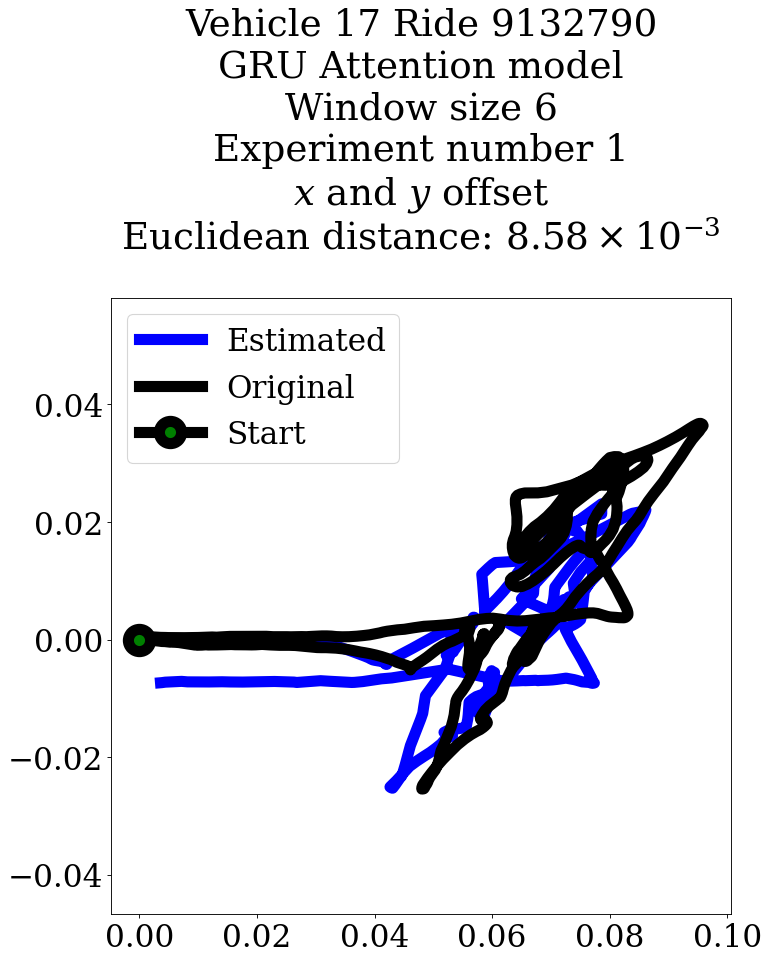 Vehicle 17 Ride 9132790
GRU Attention model
Window size 6
Experiment number 1
x and y offset
Euclidean distance: 8.58 × 10⁻³
Estimated
Original
Start
0.04
0.02
0.00
−0.02
−0.04
0.00 0.02 0.04 0.06 0.08 0.10